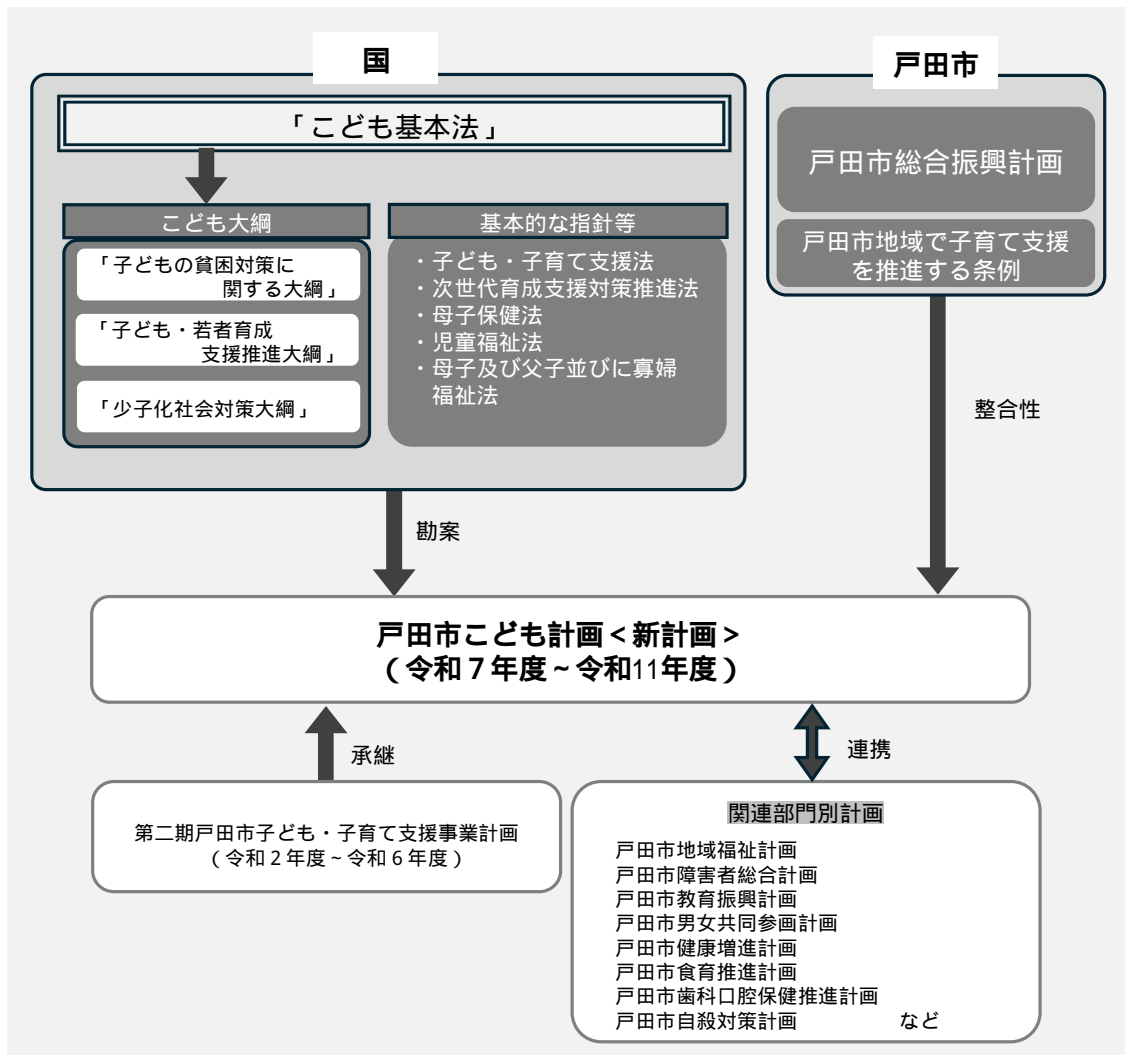 国
「こども基本法」
こども大綱
「子どもの貧困対策に
関する大綱」
「子ども・若者育成
支援推進大綱」
「少子化社会対策大綱」
基本的な指針等
・子ども・子育て支援法
・次世代育成支援対策推進法
・母子保健法
・児童福祉法
・母子及び父子並びに寡婦
福祉法
戸田市
戸田市総合振興計画
戸田市地域で子育て支援
を推進する条例
勘案
整合性
戸田市こども計画＜新計画＞
（令和７年度～令和11年度）
承継
連携
第二期戸田市子ども・子育て支援事業計画
（令和２年度～令和６年度）
関連部門別計画
戸田市地域福祉計画
戸田市障害者総合計画
戸田市教育振興計画
戸田市男女共同参画計画
戸田市健康増進計画
戸田市食育推進計画
戸田市歯科口腔保健推進計画
戸田市自殺対策計画　　　　　など